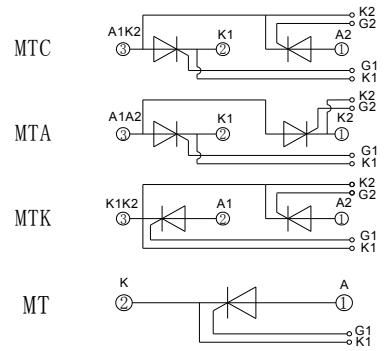 K2
G2
A1K2 K1 A2
MTC ③ ② ①
G1
K1
K2
G2
A1A2 K1 K2
MTA ③ ② ①
G1
K1
K2
G2
K1K2 A1 A2
MTK ③ ② ①
G1
K1
K A
MT ② ①
G1
K1